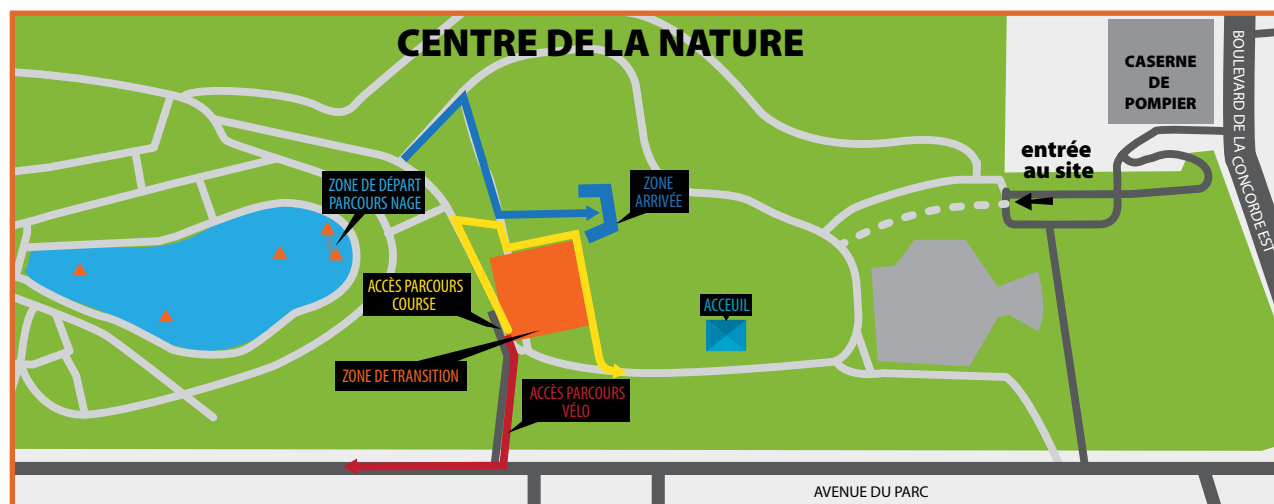 CENTRE DE LA NATURE
CASERNE
DE
POMPIER
BOULEVARD DE LA CONCORDE EST
entrée
au site
ZONE DE DÉPART
PARCOURS NAGE
ZONE
ARRIVÉE
ACCÈS PARCOURS
COURSE
ACCEUIL
ZONE DE TRANSITION
ACCÈS PARCOURS
VÉLO
AVENUE DU PARC